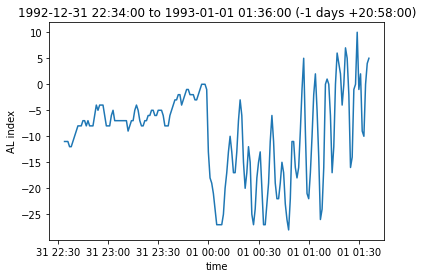 1992-12-31 22:34:00 to 1993-01-01 01:36:00 (-1 days +20:58:00)
10
5
0
−5
−10
−15
−20
−25
AL index
31 22:30 31 23:00 31 23:30 01 00:00 01 00:30 01 01:00 01 01:30
time